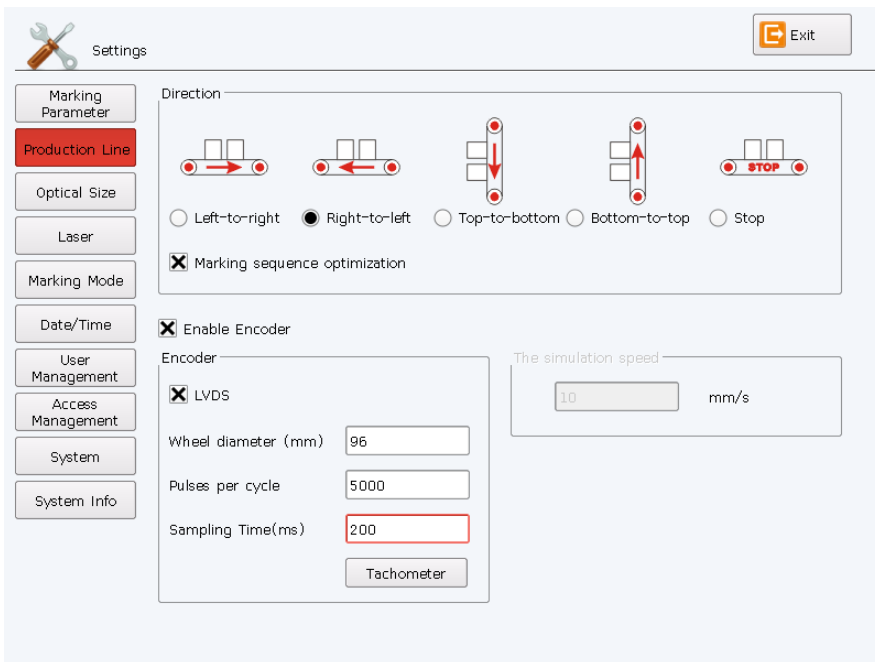 Settings
Exit
Marking
Parameter
Production Line
Optical Size
Laser
Marking Mode
Date/Time
User
Management
Access
Management
System
System Info
Direction
STOP
Left-to-right
Right-to-left
Top-to-bottom
Bottom-to-top
Stop
Marking sequence optimization
Enable Encoder
Encoder
LVDS
Wheel diameter (mm) 96
Pulses per cycle 5000
Sampling Time(ms) 200
Tachometer
The simulation speed
10 mm/s